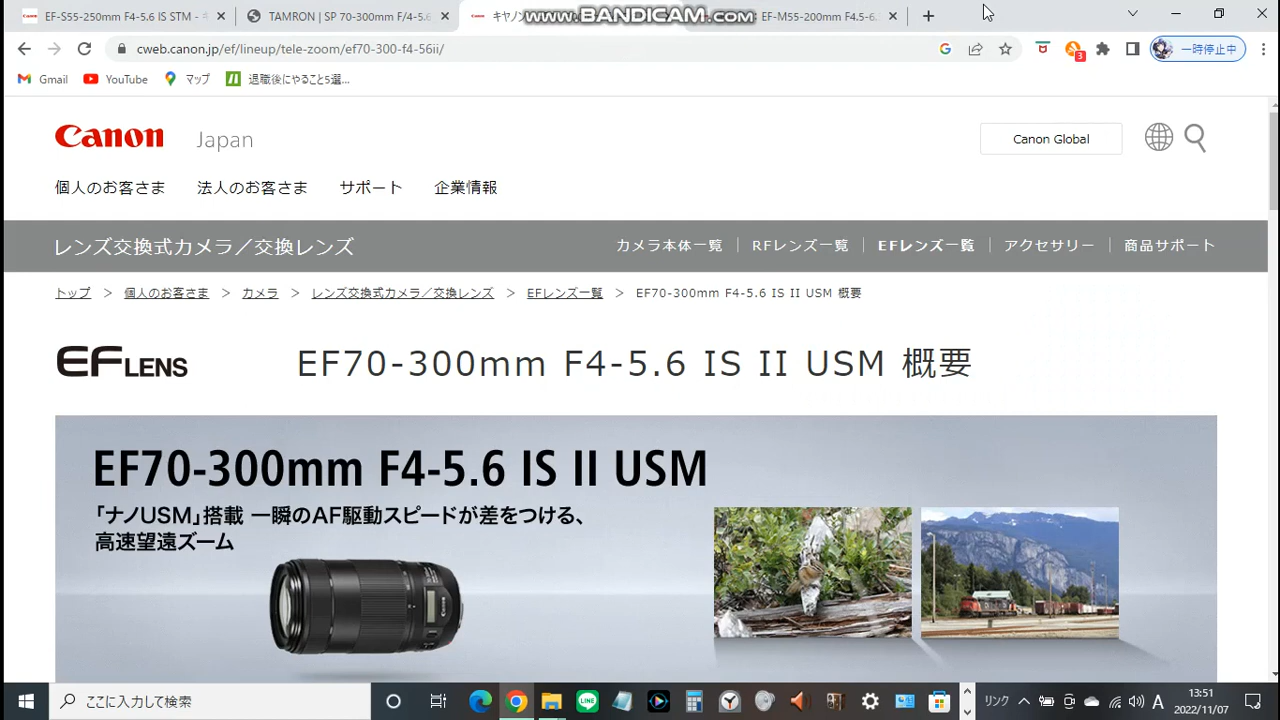 EF-S55-250mm F4-5.6 IS STM - キ
TAMRON | SP 70-300mm F/4-5.6
キヤノン
www.BANDICAM.com
EF-M55-200mm F4.5-6.
cweb.canon.jp/ef/lineup/tele-zoom/ef70-300-f4-56ii/
3
一時停止中
Gmail
YouTube
マップ
退職後にやること5選...
Canon Japan
Canon Global
個人のお客さま 法人のお客さま サポート 企業情報
レンズ交換式カメラ／交換レンズ
カメラ本体一覧 RFレンズ一覧 EFレンズ一覧 アクセサリー 商品サポート
トップ > 個人のお客さま > カメラ > レンズ交換式カメラ／交換レンズ > EFレンズ一覧 > EF70-300mm F4-5.6 IS II USM 概要
EF LENS
EF70-300mm F4-5.6 IS II USM 概要
EF70-300mm F4-5.6 IS II USM
「ナノUSM」搭載 一瞬のAF駆動スピードが差をつける、
高速望遠ズーム
ここに入力して検索
LINE
リンク
A
13:51
2022/11/07